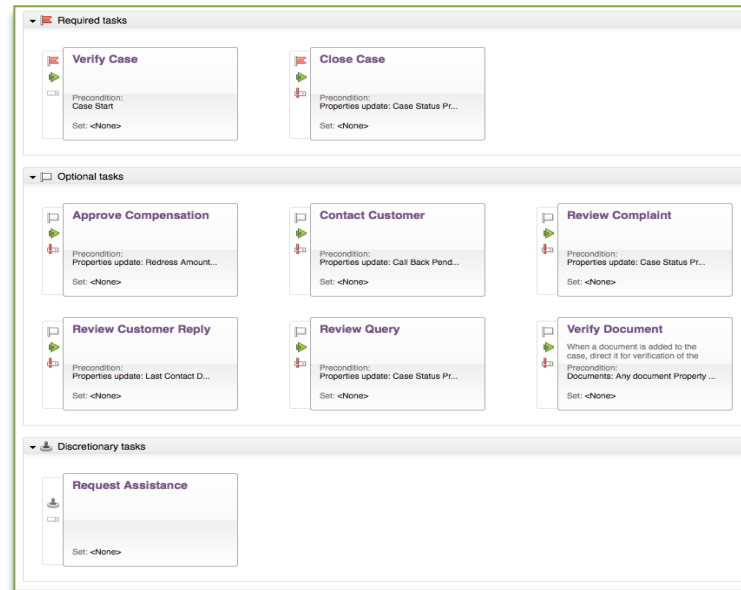 Required tasks
Verify Case
Precondition:
Case Start
Set: <None>
Close Case
Precondition:
Properties update: Case Status Pr...
Set: <None>
Optional tasks
Approve Compensation
Precondition:
Properties update: Redress Amount...
Set: <None>
Contact Customer
Precondition:
Properties update: Call Back Pend...
Set: <None>
Review Complaint
Precondition:
Properties update: Case Status Pr...
Set: <None>
Review Customer Reply
Precondition:
Properties update: Last Contact D...
Set: <None>
Review Query
Precondition:
Properties update: Case Status Pr...
Set: <None>
Verify Document
When a document is added to the
case, direct it for verification of the
Precondition:
Documents: Any document Property ...
Set: <None>
Discretionary tasks
Request Assistance
Set: <None>